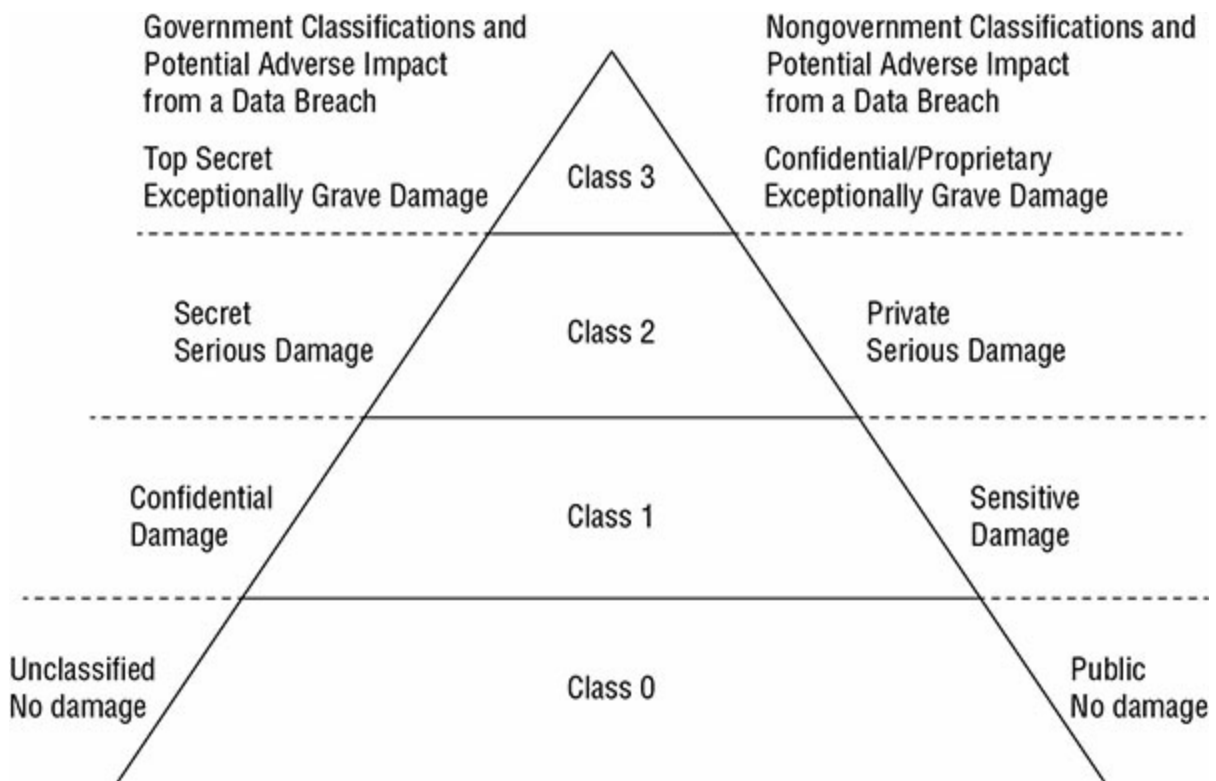 Government Classifications and
Potential Adverse Impact
from a Data Breach
Nongovernment Classifications and
Potential Adverse Impact
from a Data Breach
Top Secret
Exceptionally Grave Damage
Class 3
Confidential/Proprietary
Exceptionally Grave Damage
Secret
Serious Damage
Class 2
Private
Serious Damage
Confidential
Damage
Class 1
Sensitive
Damage
Unclassified
No damage
Class 0
Public
No damage